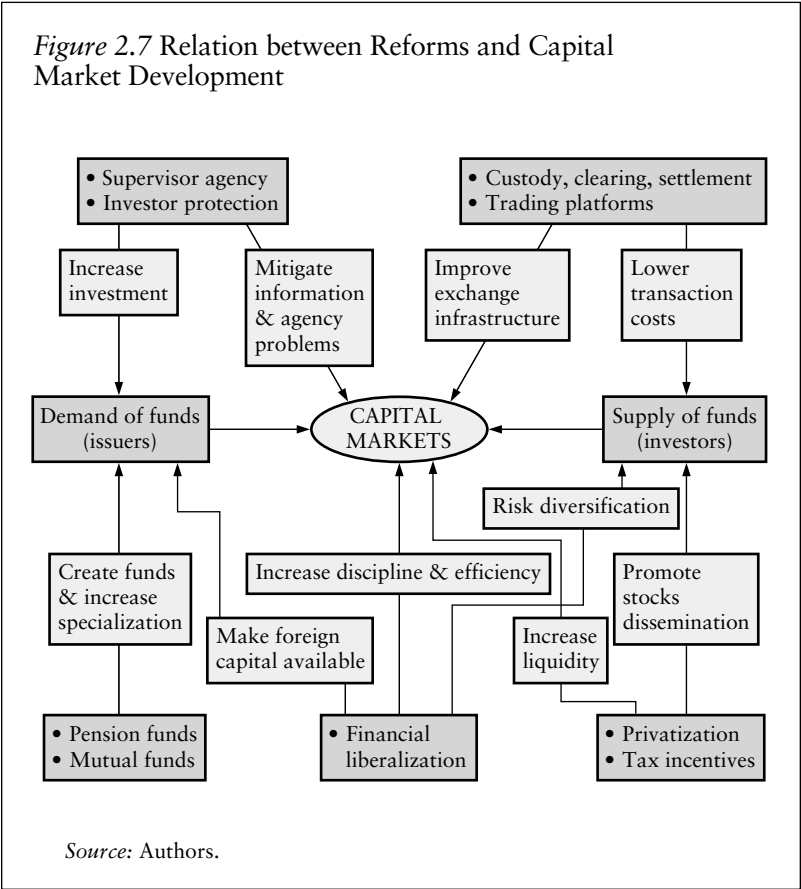 Figure 2.7 Relation between Reforms and Capital
Market Development
• Supervisor agency
• Investor protection
• Custody, clearing, settlement
• Trading platforms
Increase
investment
Mitigate
information
& agency
problems
Improve
exchange
infrastructure
Lower
transaction
costs
Demand of funds
(issuers)
CAPITAL
MARKETS
Supply of funds
(investors)
Risk diversification
Create funds
& increase
specialization
Increase discipline & efficiency
Promote
stocks
dissemination
Make foreign
capital available
Increase
liquidity
• Pension funds
• Mutual funds
• Financial
liberalization
• Privatization
• Tax incentives
Source: Authors.